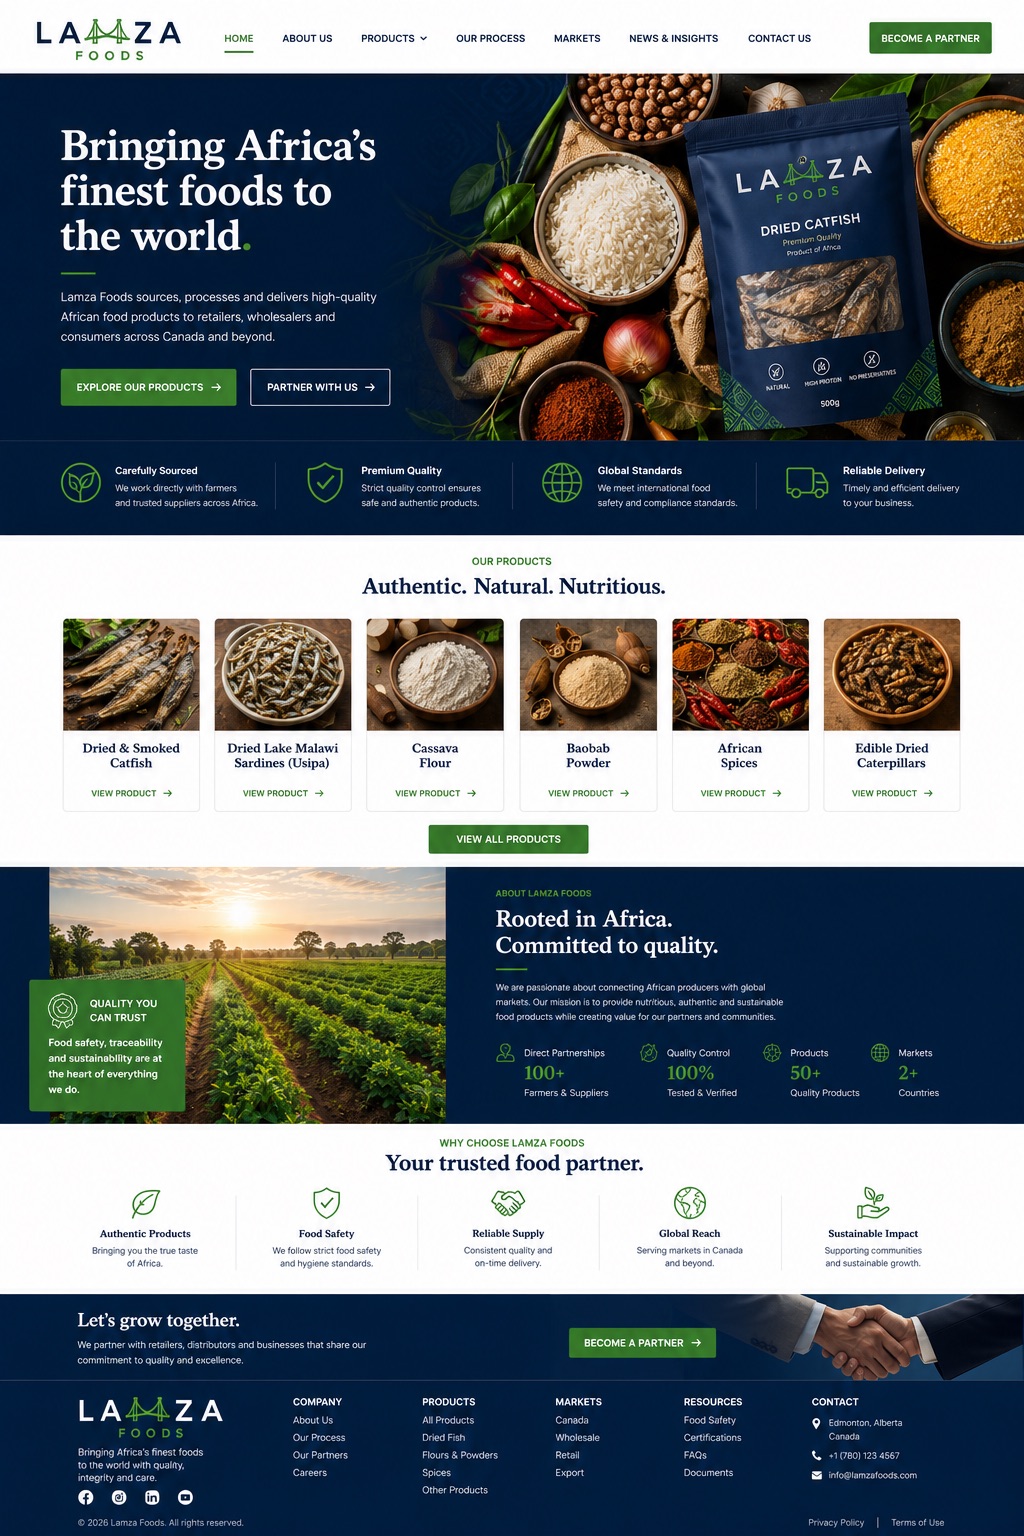 LAMZA
FOODS
HOME
ABOUT US
PRODUCTS
OUR PROCESS
MARKETS
NEWS & INSIGHTS
CONTACT US
BECOME A PARTNER
Bringing Africa's
finest foods to
the world.
Lamza Foods sources, processes and delivers high-quality
African food products to retailers, wholesalers and
consumers across Canada and beyond.
EXPLORE OUR PRODUCTS →
PARTNER WITH US →
LAMZA
FOODS
DRIED CATFISH
Premium Quality
Product of Africa
NATURAL
HIGH PROTEIN
NO PRESERVATIVES
500g
Carefully Sourced
We work directly with farmers
and trusted suppliers across Africa.
Premium Quality
Strict quality control ensures
safe and authentic products.
Global Standards
We meet international food
safety and compliance standards.
Reliable Delivery
Timely and efficient delivery
to your business.
OUR PRODUCTS
Authentic. Natural. Nutritious.
Dried & Smoked
Catfish
VIEW PRODUCT →
Dried Lake Malawi
Sardines (Usipa)
VIEW PRODUCT →
Cassava
Flour
VIEW PRODUCT →
Baobab
Powder
VIEW PRODUCT →
African
Spices
VIEW PRODUCT →
Edible Dried
Caterpillars
VIEW PRODUCT →
VIEW ALL PRODUCTS
QUALITY YOU
CAN TRUST
Food safety, traceability
and sustainability are at
the heart of everything
we do.
ABOUT LAMZA FOODS
Rooted in Africa.
Committed to quality.
We are passionate about connecting African producers with global
markets. Our mission is to provide nutritious, authentic and sustainable
food products while creating value for our partners and communities.
Direct Partnerships
100+
Farmers & Suppliers
Quality Control
100%
Tested & Verified
Products
50+
Quality Products
Markets
2+
Countries
WHY CHOOSE LAMZA FOODS
Your trusted food partner.
Authentic Products
Bringing you the true taste
of Africa.
Food Safety
We follow strict food safety
and hygiene standards.
Reliable Supply
Consistent quality and
on-time delivery.
Global Reach
Serving markets in Canada
and beyond.
Sustainable Impact
Supporting communities
and sustainable growth.
Let's grow together.
We partner with retailers, distributors and businesses that share our
commitment to quality and excellence.
BECOME A PARTNER →
LAMZA
FOODS
Bringing Africa's finest foods
to the world with quality,
integrity and care.
COMPANY
About Us
Our Process
Our Partners
Careers
PRODUCTS
All Products
Dried Fish
Flours & Powders
Spices
Other Products
MARKETS
Canada
Wholesale
Retail
Export
RESOURCES
Food Safety
Certifications
FAQs
Documents
CONTACT
Edmonton, Alberta
Canada
+1 (780) 123 4567
info@lamzafoods.com
© 2026 Lamza Foods. All rights reserved.
Privacy Policy | Terms of Use